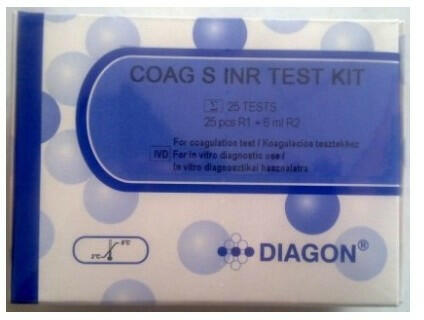 COAG S INR TEST KIT
Σ 25 TESTS
25 pcs R1 + 6 ml R2
For coagulation test / Koagulációs tesztekhez
IVD For in vitro diagnostic use /
In vitro diagnosztikai használatra
2°C 8°C
DIAGON®